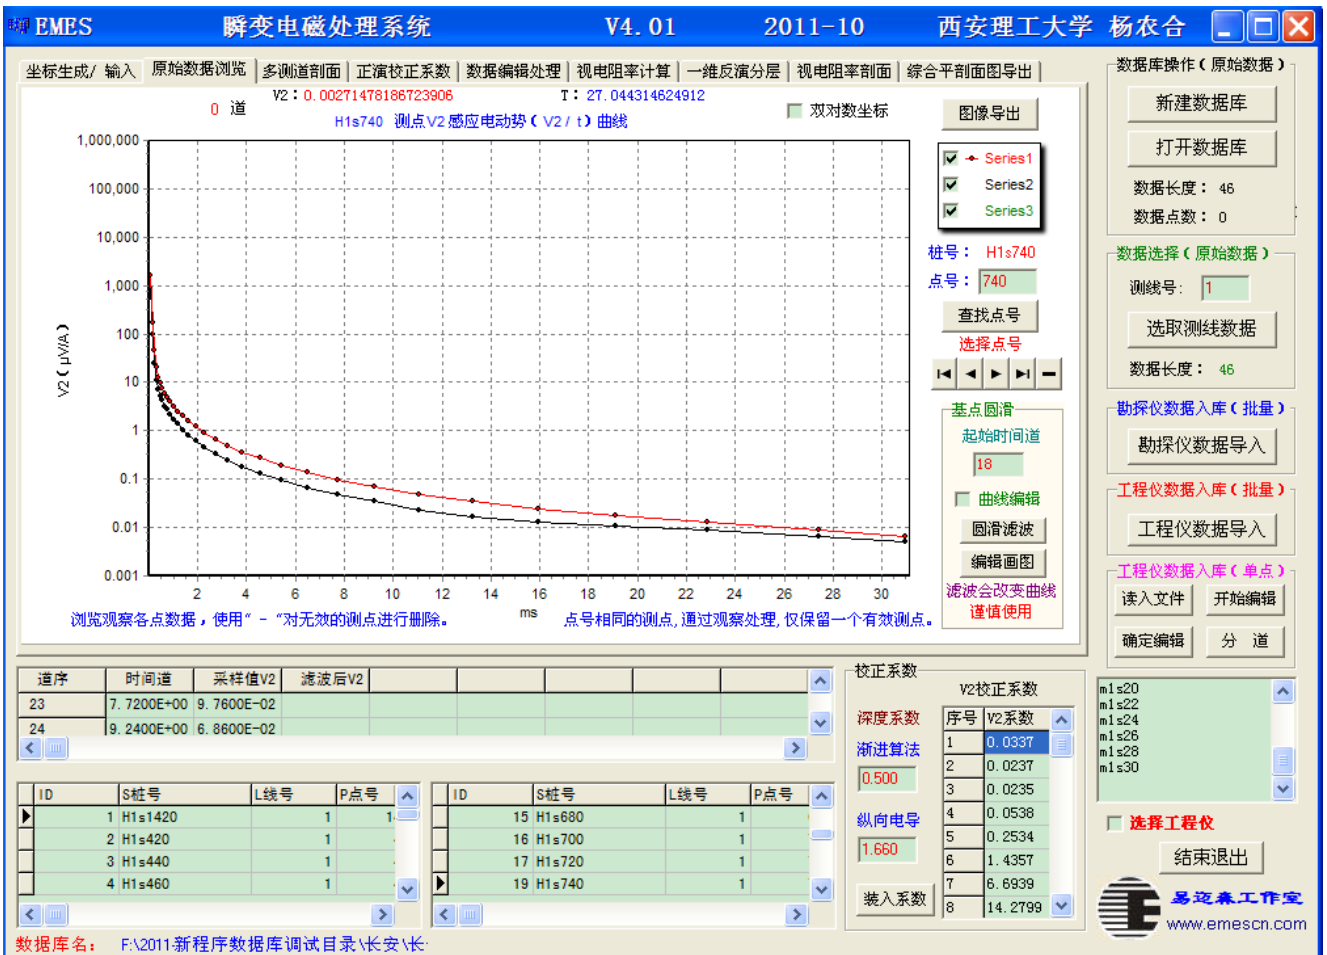 EMES 瞬变电磁处理系统 V4.01 2011-10 西安理工大学 杨农合
坐标生成/ 输入 原始数据浏览 多测道剖面 正演校正系数 数据编辑处理 视电阻率计算 一维反演分层 视电阻率剖面 综合平剖面图导出
0 道 V2：0.00271478186723906 T：27.044314624912
H1s740 测点V2感应电动势（V2 / t）曲线
双对数坐标
图像导出
1,000,000
100,000
10,000
1,000
100
10
1
0.1
0.01
0.001
V2 ( μV/A )
2 4 6 8 10 12 14 16 18 20 22 24 26 28 30
ms
浏览观察各点数据，使用“ － ”对无效的测点进行删除。 点号相同的测点,通过观察处理,仅保留一个有效测点。
Series1
Series2
Series3
桩号： H1s740
点号： 740
查找点号
选择点号
基点圆滑
起始时间道
18
曲线编辑
圆滑滤波
编辑画图
滤波会改变曲线
谨慎使用
数据库操作（原始数据）
新建数据库
打开数据库
数据长度： 46
数据点数： 0
数据选择（原始数据）
测线号: 1
选取测线数据
数据长度： 46
勘探仪数据入库（批量）
勘探仪数据导入
工程仪数据入库（批量）
工程仪数据导入
工程仪数据入库（单点）
读入文件 开始编辑
确定编辑 分 道
道序 时间道 采样值V2 滤波后V2
23 7.7200E+00 9.7600E-02
24 9.2400E+00 6.8600E-02
ID S桩号 L线号 P点号
1 H1s1420 1
2 H1s420 1
3 H1s440 1
4 H1s460 1
ID S桩号 L线号 P点号
15 H1s680 1
16 H1s700 1
17 H1s720 1
19 H1s740 1
校正系数
V2校正系数
深度系数
渐进算法
0.500
纵向电导
1.660
装入系数
序号 V2系数
1 0.0337
2 0.0237
3 0.0235
4 0.0538
5 0.2534
6 1.4357
7 6.6939
8 14.2799
m1s20
m1s22
m1s24
m1s26
m1s28
m1s30
选择工程仪
结束退出
易迈森工作室
www.emescn.com
数据库名： F:\2011新程序数据库调试目录\长安\长